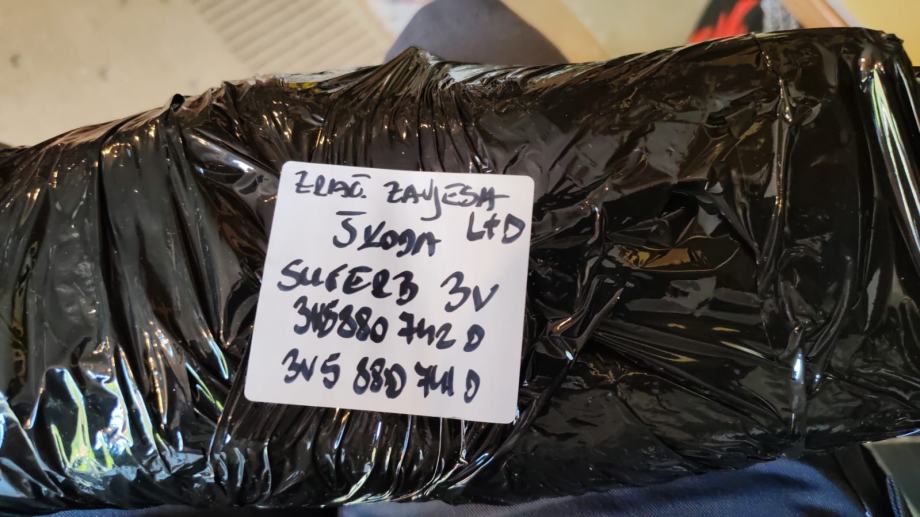 ZRAČ. ZAVJESA
L+D
ŠKODA
SUPERB 3V
3V5880 742 D
3V5 880 741 D